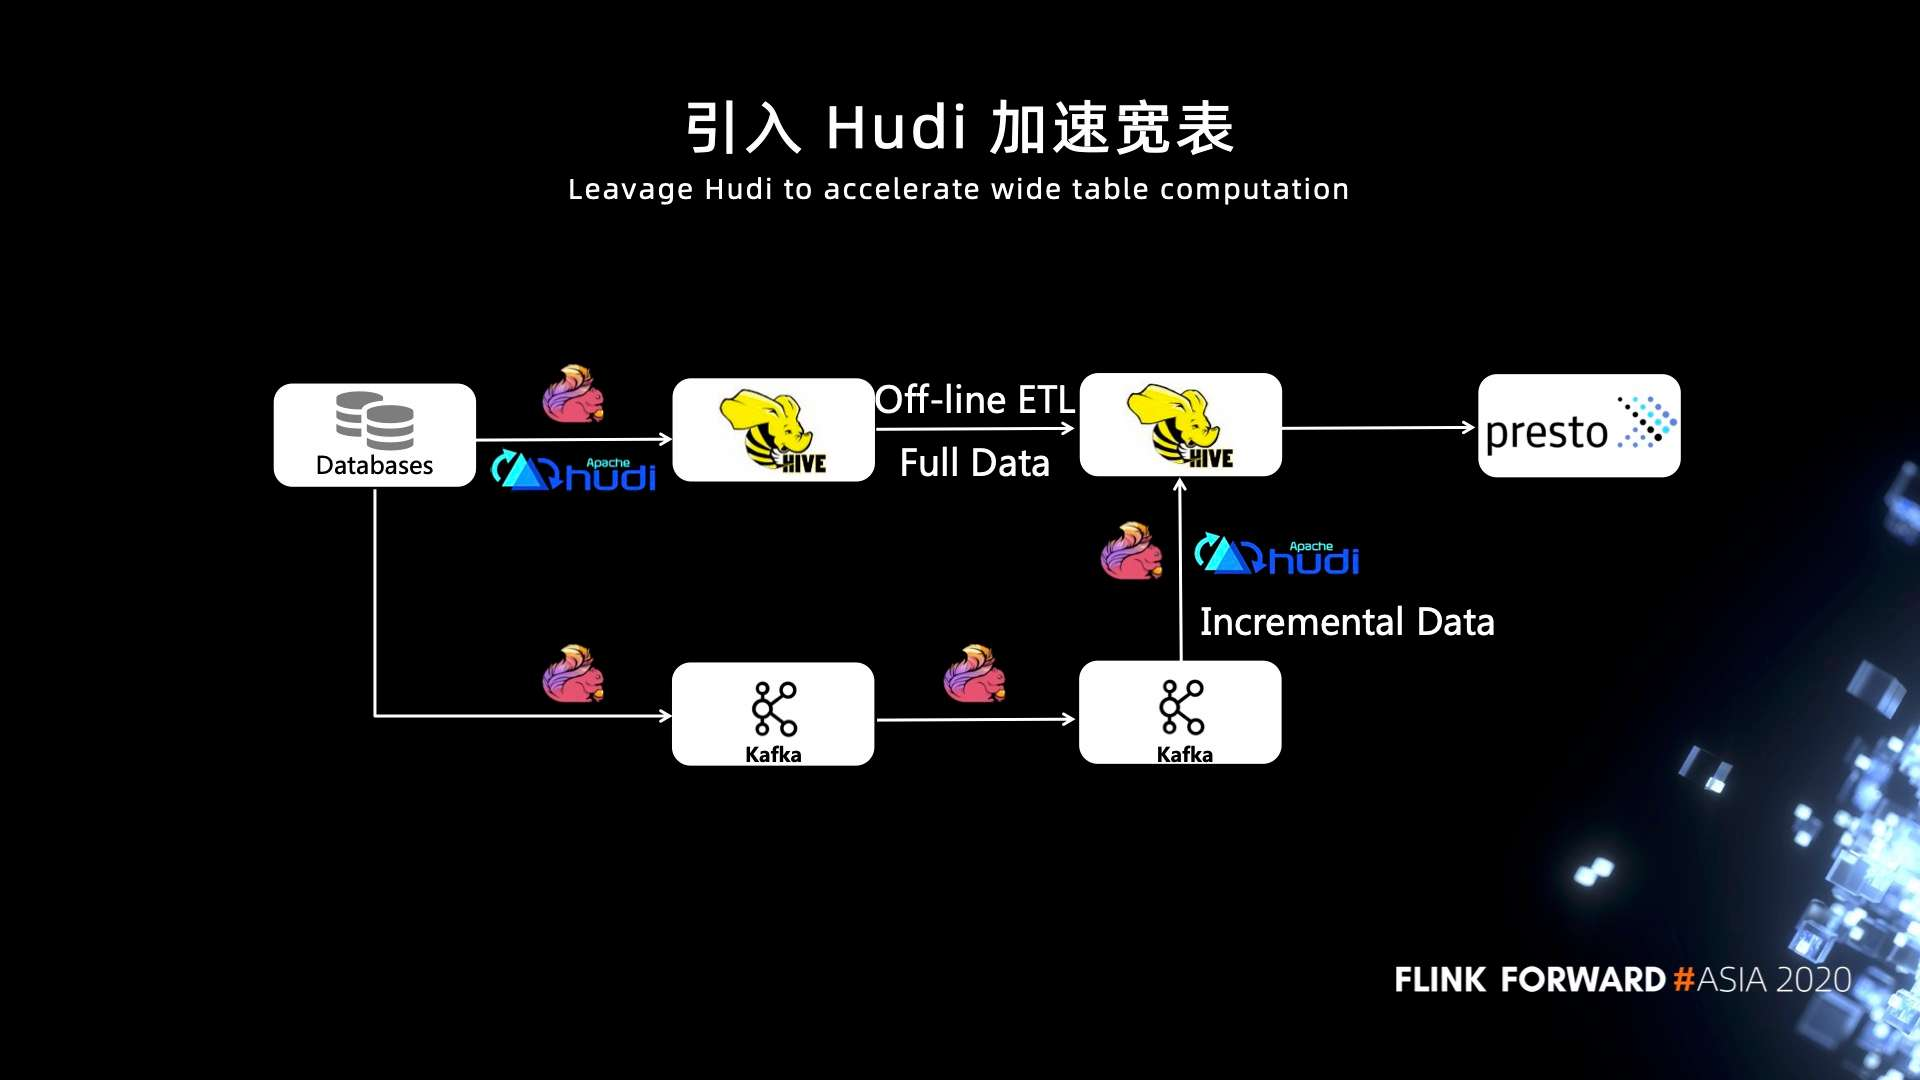 引入 Hudi 加速宽表
Leavage Hudi to accelerate wide table computation
Databases
Apache
hudi
HIVE
Off-line ETL
Full Data
HIVE
presto
Apache
hudi
Incremental Data
Kafka
Kafka
FLINK FORWARD #ASIA 2020